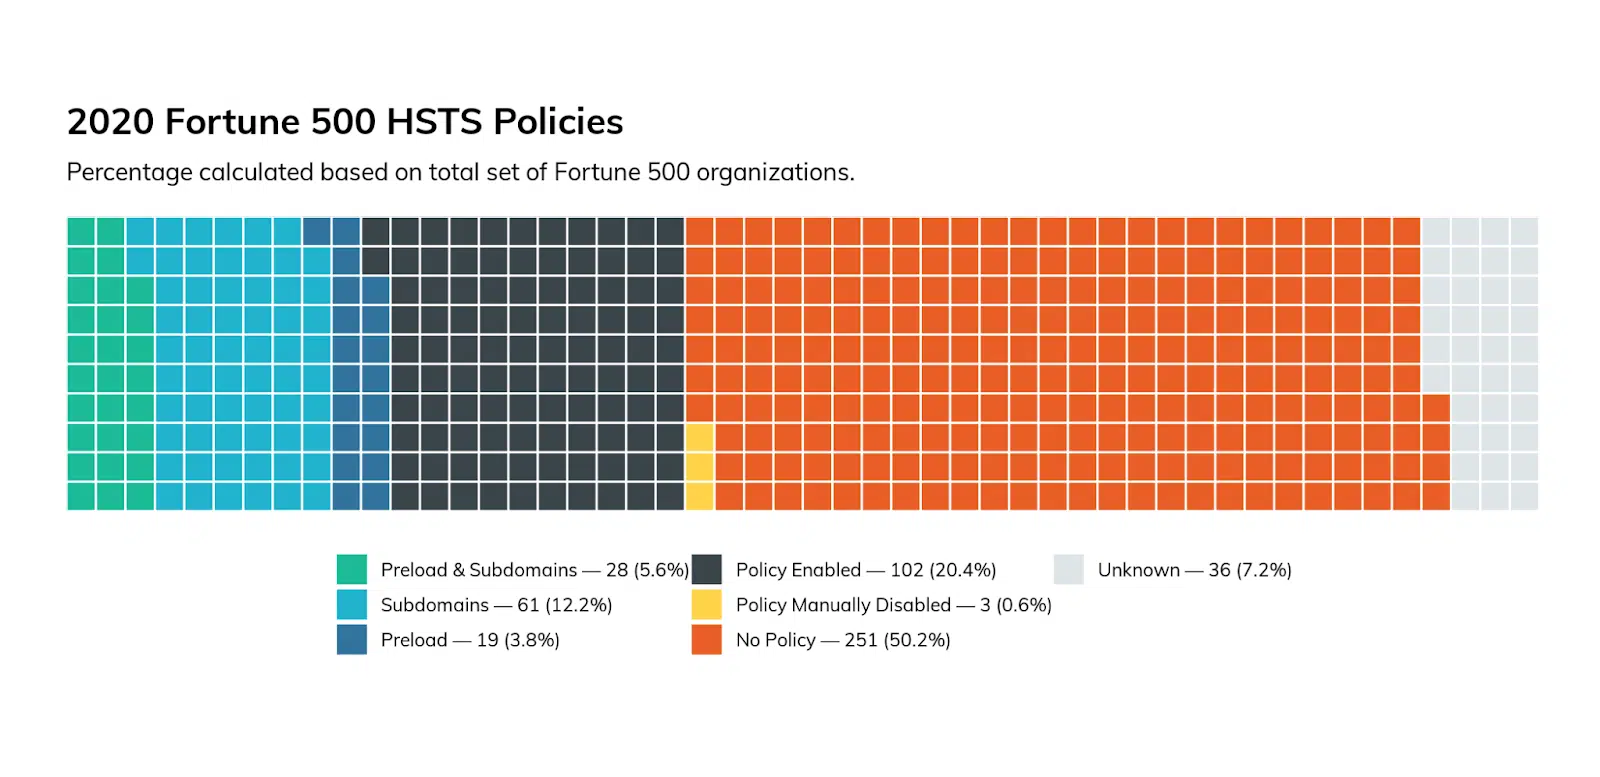 2020 Fortune 500 HSTS Policies
Percentage calculated based on total set of Fortune 500 organizations.
Preload & Subdomains — 28 (5.6%)
Subdomains — 61 (12.2%)
Preload — 19 (3.8%)
Policy Enabled — 102 (20.4%)
Policy Manually Disabled — 3 (0.6%)
No Policy — 251 (50.2%)
Unknown — 36 (7.2%)